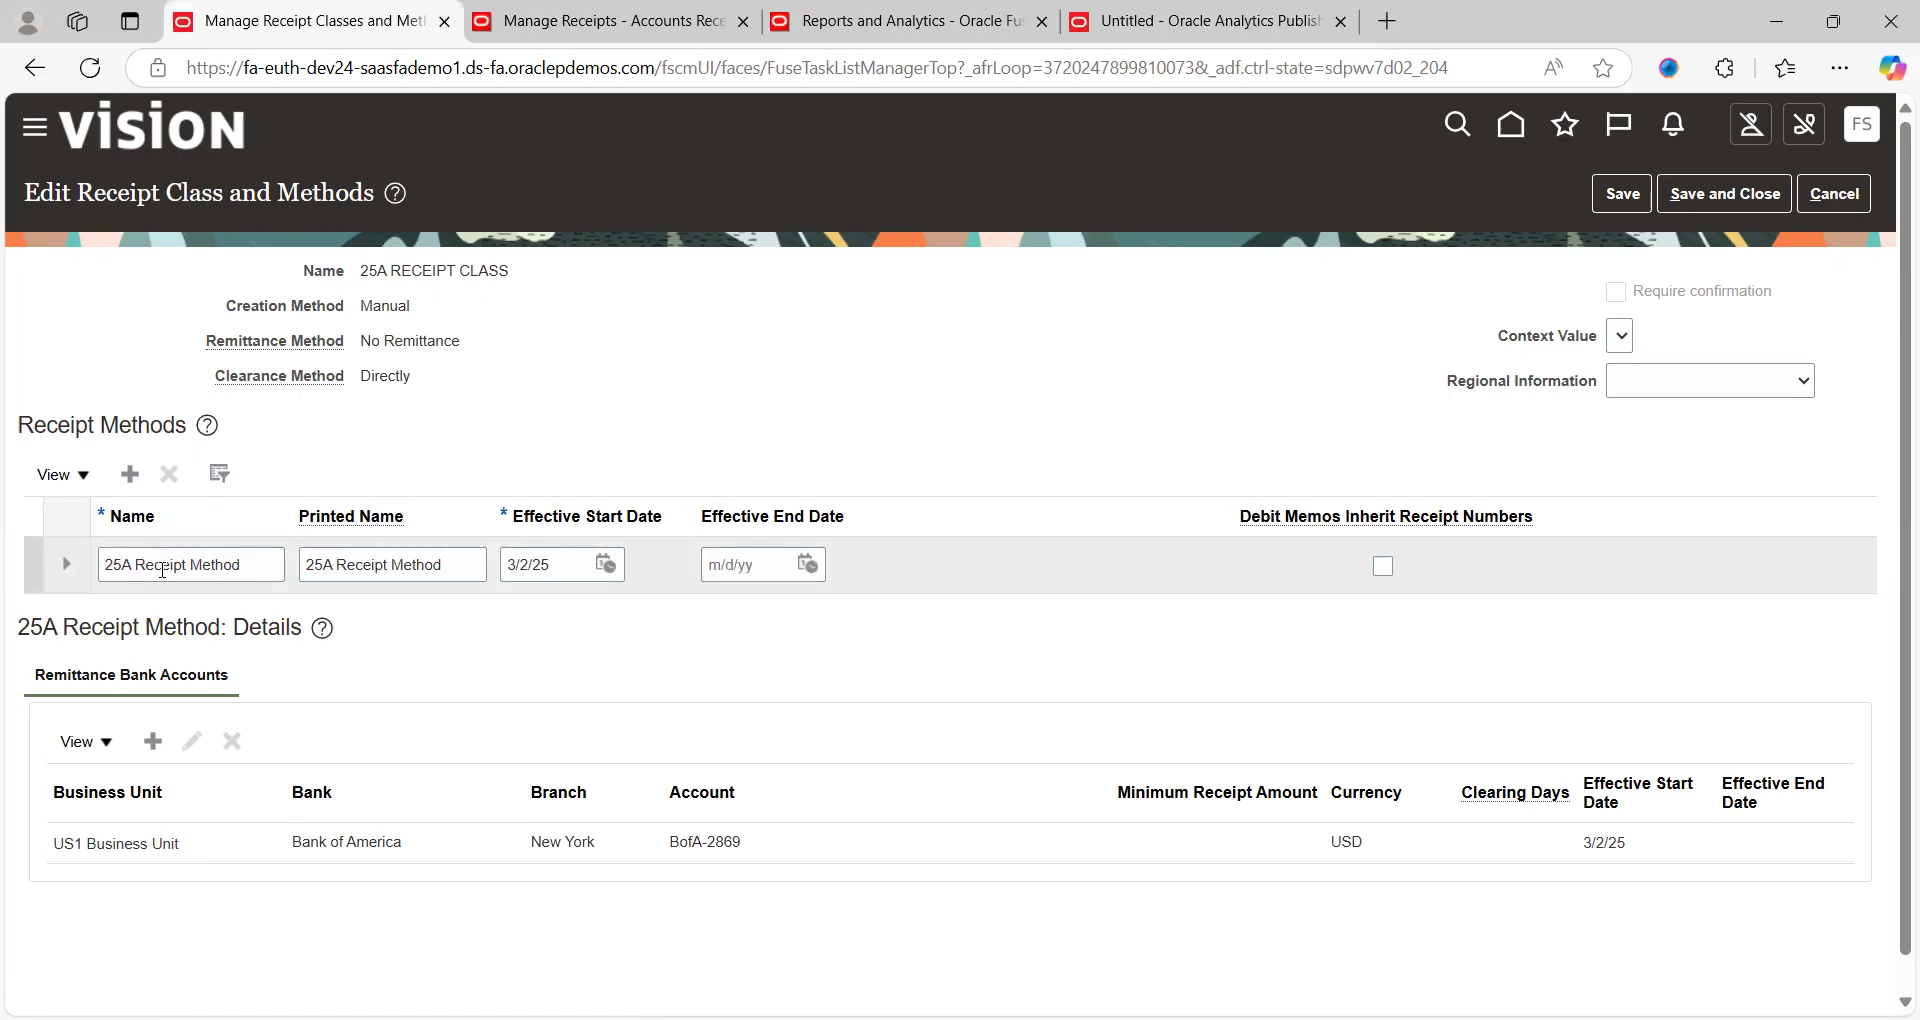 Manage Receipt Classes and Meth
Manage Receipts - Accounts Rece
Reports and Analytics - Oracle Fu
Untitled - Oracle Analytics Publish
https://fa-euth-dev24-saasfademo1.ds-fa.oraclepdemos.com/fscmUI/faces/FuseTaskListManagerTop?_afrLoop=3720247899810073&_adf.ctrl-state=sdpwv7d02_204
VISION
FS
Edit Receipt Class and Methods
Save
Save and Close
Cancel
Name 25A RECEIPT CLASS
Creation Method Manual
Remittance Method No Remittance
Clearance Method Directly
Require confirmation
Context Value
Regional Information
Receipt Methods
View
* Name Printed Name * Effective Start Date Effective End Date Debit Memos Inherit Receipt Numbers
25A Receipt Method 25A Receipt Method 3/2/25 m/d/yy
25A Receipt Method: Details
Remittance Bank Accounts
View
Business Unit Bank Branch Account Minimum Receipt Amount Currency Clearing Days Effective Start Date Effective End Date
US1 Business Unit Bank of America New York BofA-2869 USD 3/2/25